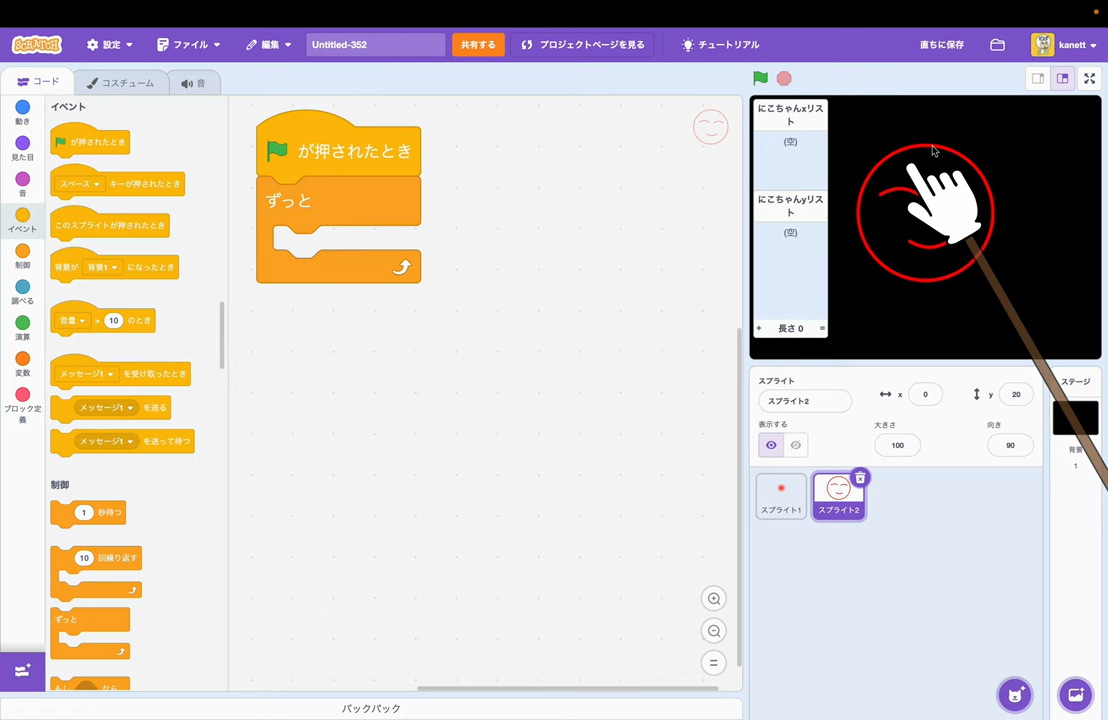 SCRATCH
設定
ファイル
編集
Untitled-352
共有する
プロジェクトページを見る
チュートリアル
直ちに保存
kanett
コード
コスチューム
音
動き
見た目
音
イベント
制御
調べる
演算
変数
ブロック定
義
イベント
が押されたとき
スペース キーが押されたとき
このスプライトが押されたとき
背景が 背景1 になったとき
音量 > 10 のとき
メッセージ1 を受け取ったとき
メッセージ1 を送る
メッセージ1 を送って待つ
制御
1 秒待つ
10 回繰り返す
ずっと
もし なら
が押されたとき
ずっと
にこちゃんxリス
ト
(空)
にこちゃんyリス
ト
(空)
+ 長さ 0 =
スプライト
スプライト2
x 0
y 20
表示する
大きさ
100
向き
90
スプライト1
スプライト2
ステージ
背景
1
バックパック